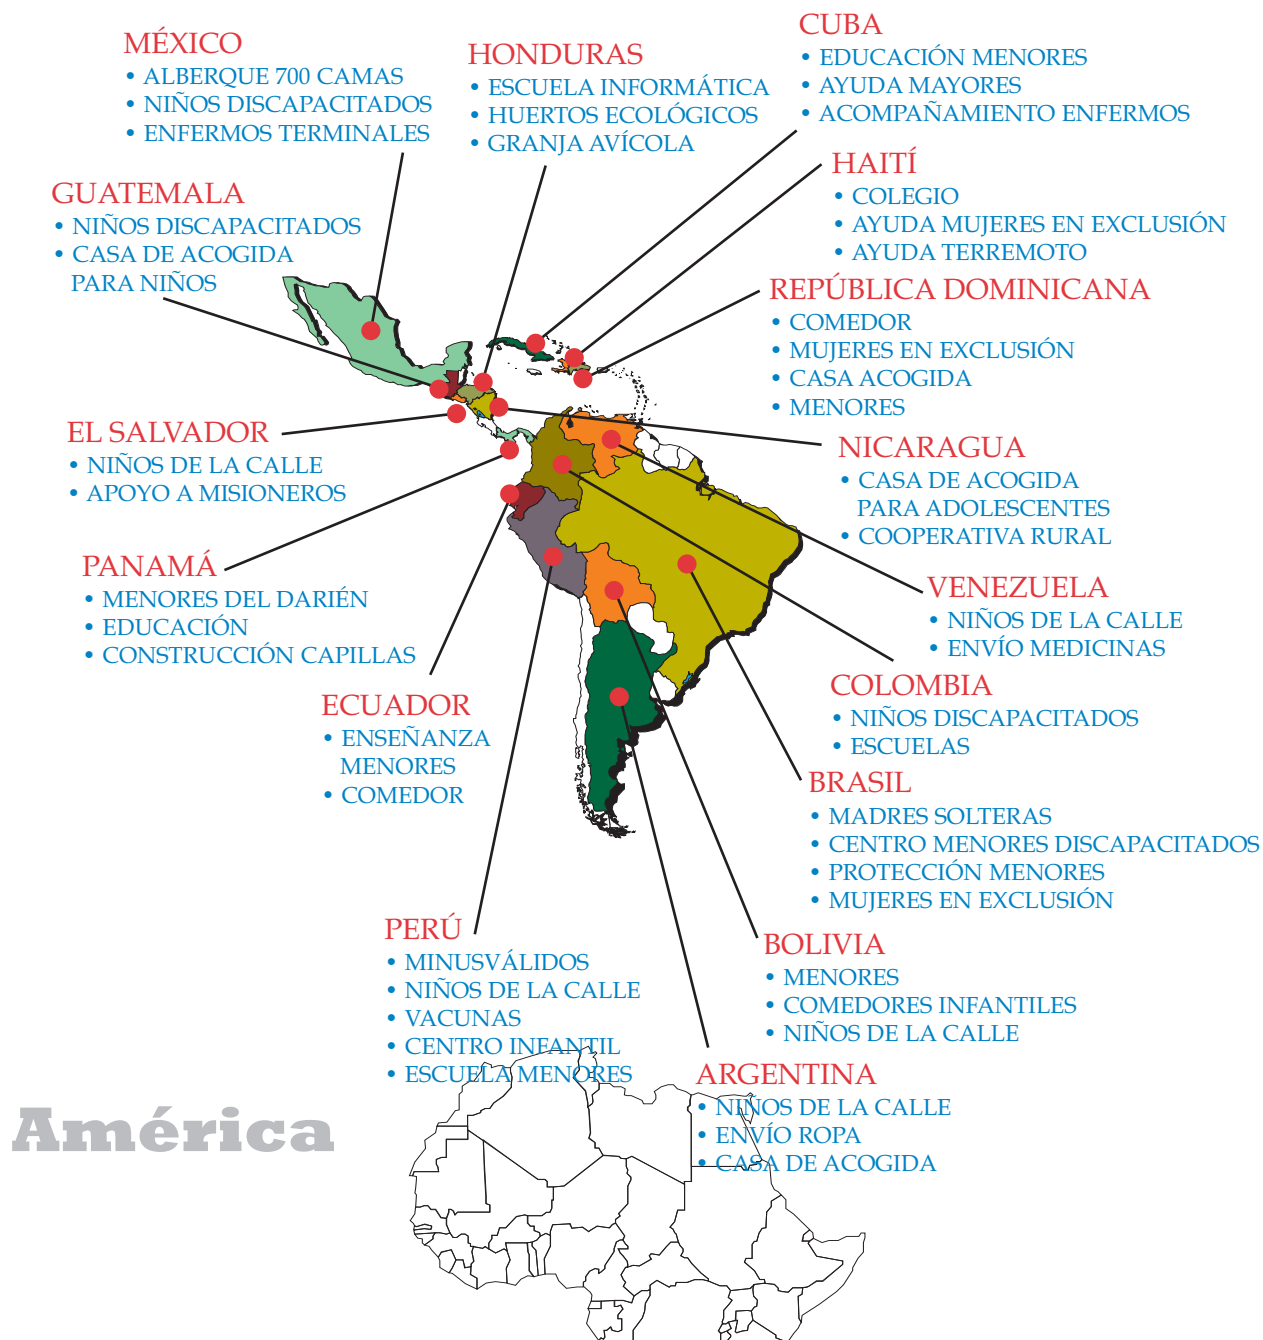 MÉXICO
• ALBERQUE 700 CAMAS
• NIÑOS DISCAPACITADOS
• ENFERMOS TERMINALES
HONDURAS
• ESCUELA INFORMÁTICA
• HUERTOS ECOLÓGICOS
• GRANJA AVÍCOLA
CUBA
• EDUCACIÓN MENORES
• AYUDA MAYORES
• ACOMPAÑAMIENTO ENFERMOS
HAITÍ
• COLEGIO
• AYUDA MUJERES EN EXCLUSIÓN
• AYUDA TERREMOTO
GUATEMALA
• NIÑOS DISCAPACITADOS
• CASA DE ACOGIDA
PARA NIÑOS
REPÚBLICA DOMINICANA
• COMEDOR
• MUJERES EN EXCLUSIÓN
• CASA ACOGIDA
• MENORES
EL SALVADOR
• NIÑOS DE LA CALLE
• APOYO A MISIONEROS
NICARAGUA
• CASA DE ACOGIDA
PARA ADOLESCENTES
• COOPERATIVA RURAL
PANAMÁ
• MENORES DEL DARIÉN
• EDUCACIÓN
• CONSTRUCCIÓN CAPILLAS
VENEZUELA
• NIÑOS DE LA CALLE
• ENVÍO MEDICINAS
COLOMBIA
• NIÑOS DISCAPACITADOS
• ESCUELAS
ECUADOR
• ENSEÑANZA
MENORES
• COMEDOR
BRASIL
• MADRES SOLTERAS
• CENTRO MENORES DISCAPACITADOS
• PROTECCIÓN MENORES
• MUJERES EN EXCLUSIÓN
PERÚ
• MINUSVÁLIDOS
• NIÑOS DE LA CALLE
• VACUNAS
• CENTRO INFANTIL
• ESCUELA MENORES
BOLIVIA
• MENORES
• COMEDORES INFANTILES
• NIÑOS DE LA CALLE
ARGENTINA
• NIÑOS DE LA CALLE
• ENVÍO ROPA
• CASA DE ACOGIDA
América